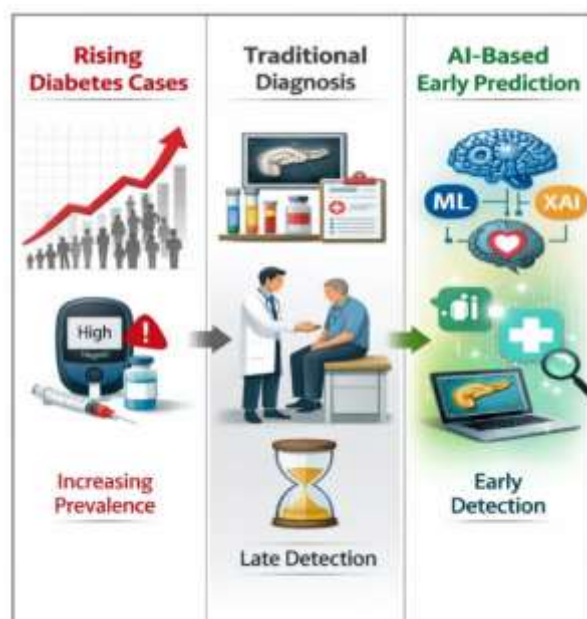 Rising
Diabetes Cases
Traditional
Diagnosis
AI-Based
Early Prediction
ML
XAI
High
Increasing
Prevalence
Late Detection
Early
Detection